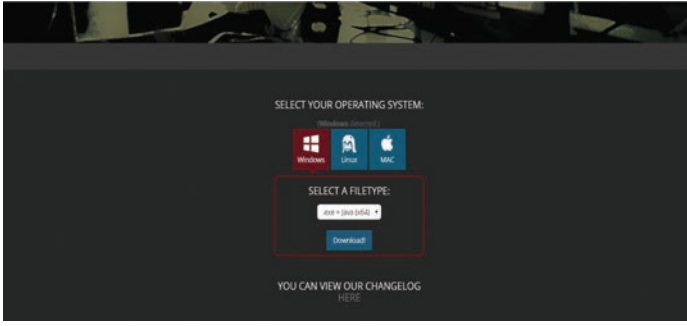 SELECT YOUR OPERATING SYSTEM:
(Windows detected)
Windows
Linux
MAC
SELECT A FILETYPE:
.exe + Java (x64)
Download!
YOU CAN VIEW OUR CHANGELOG
HERE